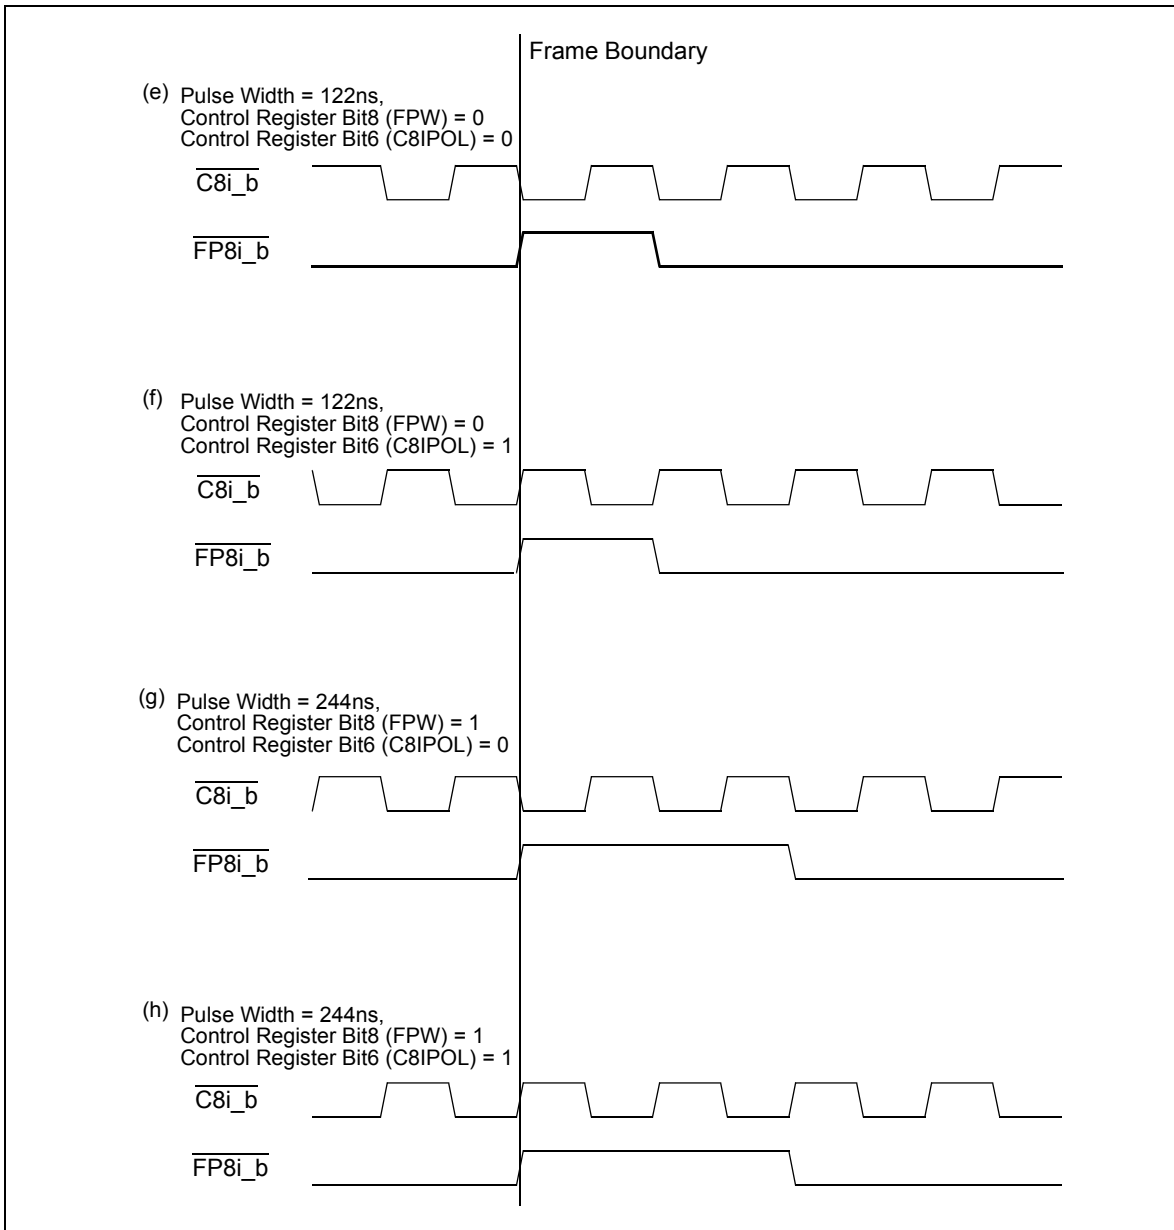 Frame Boundary
(e) Pulse Width = 122ns,
Control Register Bit8 (FPW) = 0
Control Register Bit6 (C8IPOL) = 0
C8i_b
FP8i_b
(f) Pulse Width = 122ns,
Control Register Bit8 (FPW) = 0
Control Register Bit6 (C8IPOL) = 1
C8i_b
FP8i_b
(g) Pulse Width = 244ns,
Control Register Bit8 (FPW) = 1
Control Register Bit6 (C8IPOL) = 0
C8i_b
FP8i_b
(h) Pulse Width = 244ns,
Control Register Bit8 (FPW) = 1
Control Register Bit6 (C8IPOL) = 1
C8i_b
FP8i_b